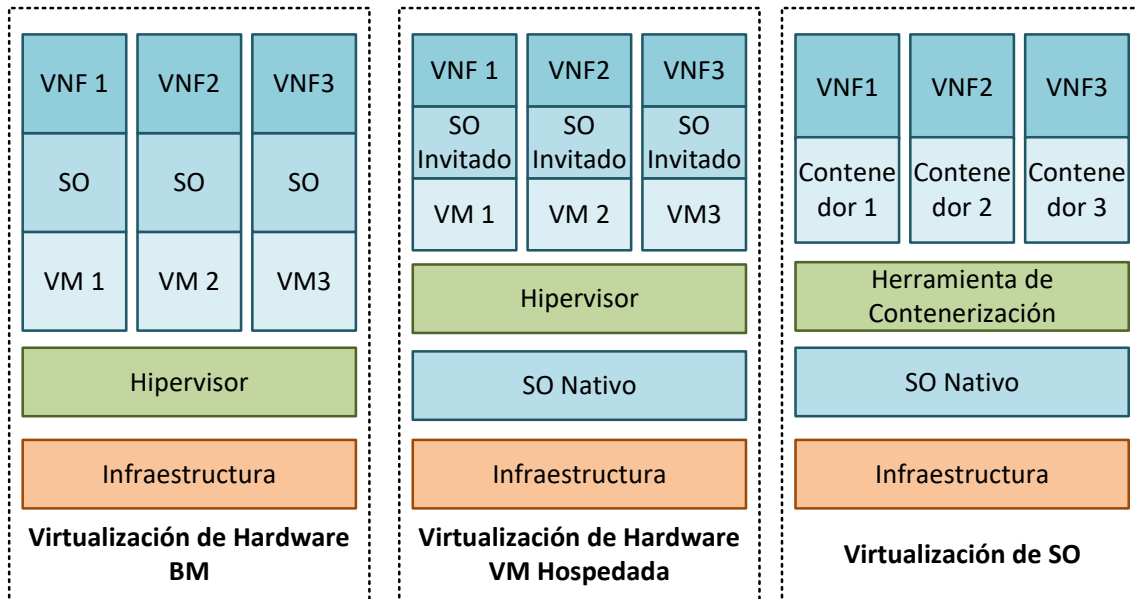 VNF 1
VNF2
VNF3
SO
SO
SO
VM 1
VM 2
VM3
Hipervisor
Infraestructura
Virtualización de Hardware
BM
VNF 1
VNF2
VNF3
SO
Invitado
SO
Invitado
SO
Invitado
VM 1
VM 2
VM3
Hipervisor
SO Nativo
Infraestructura
Virtualización de Hardware
VM Hospedada
VNF1
VNF2
VNF3
Contene
dor 1
Contene
dor 2
Contene
dor 3
Herramienta de
Contenerización
SO Nativo
Infraestructura
Virtualización de SO